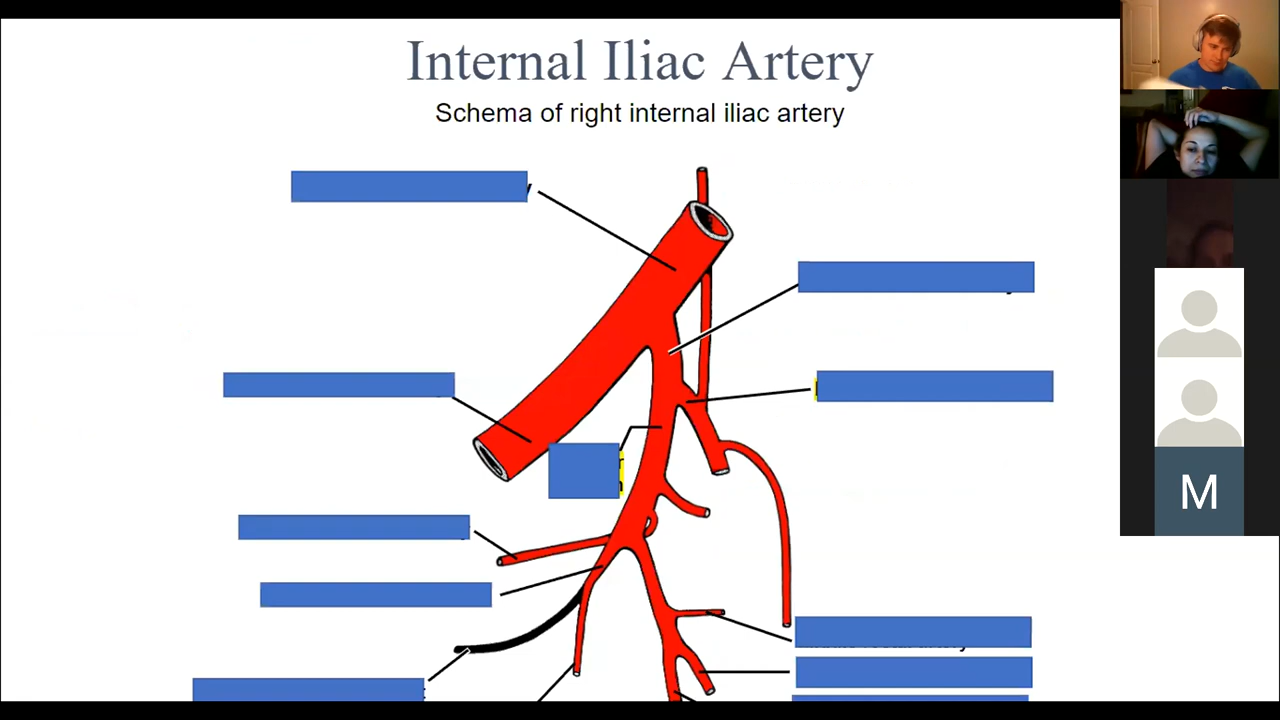 Internal Iliac Artery
Schema of right internal iliac artery
M